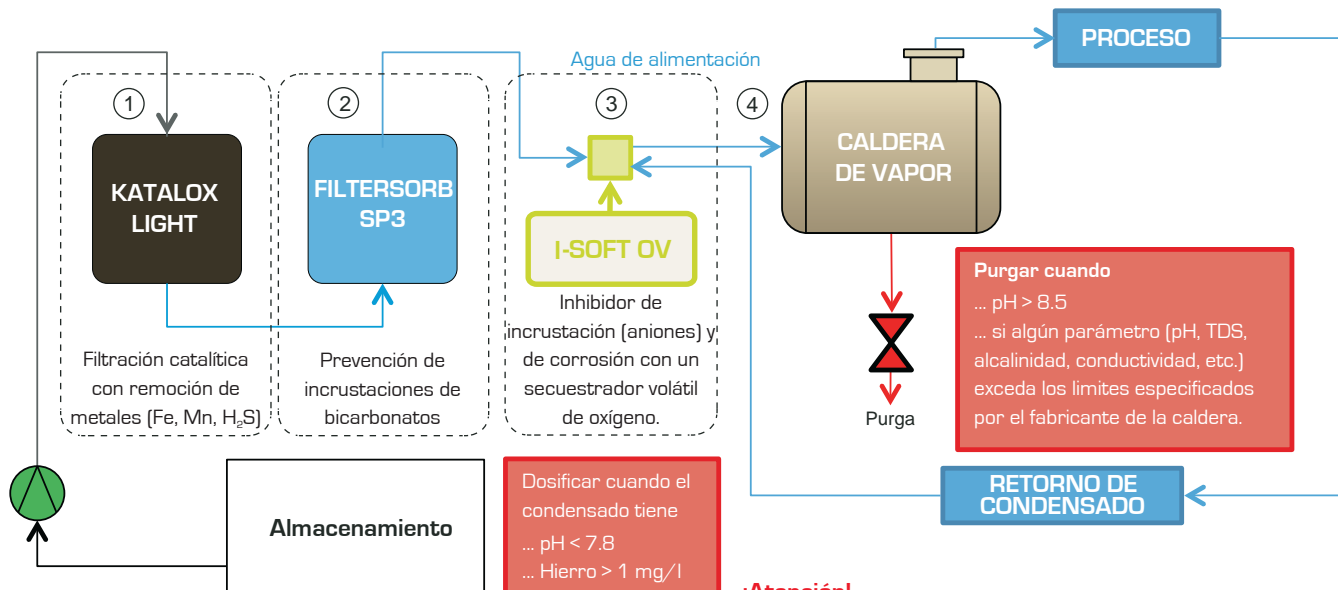 PROCESO
Agua de alimentación
1
2
3
4
KATALOX
LIGHT
FILTERSORB
SP3
I-SOFT OV
CALDERA
DE VAPOR
Filtración catalítica
con remoción de
metales (Fe, Mn, H₂S)
Prevención de
incrustaciones de
bicarbonatos
Inhibidor de
incrustación (aniones) y
de corrosión con un
secuestrador volátil
de oxígeno.
Purga
Purgar cuando
... pH > 8.5
... si algún parámetro (pH, TDS,
alcalinidad, conductividad, etc.)
exceda los limites especificados
por el fabricante de la caldera.
RETORNO DE
CONDENSADO
Almacenamiento
Dosificar cuando el
condensado tiene
... pH < 7.8
... Hierro > 1 mg/l
¡Atención!